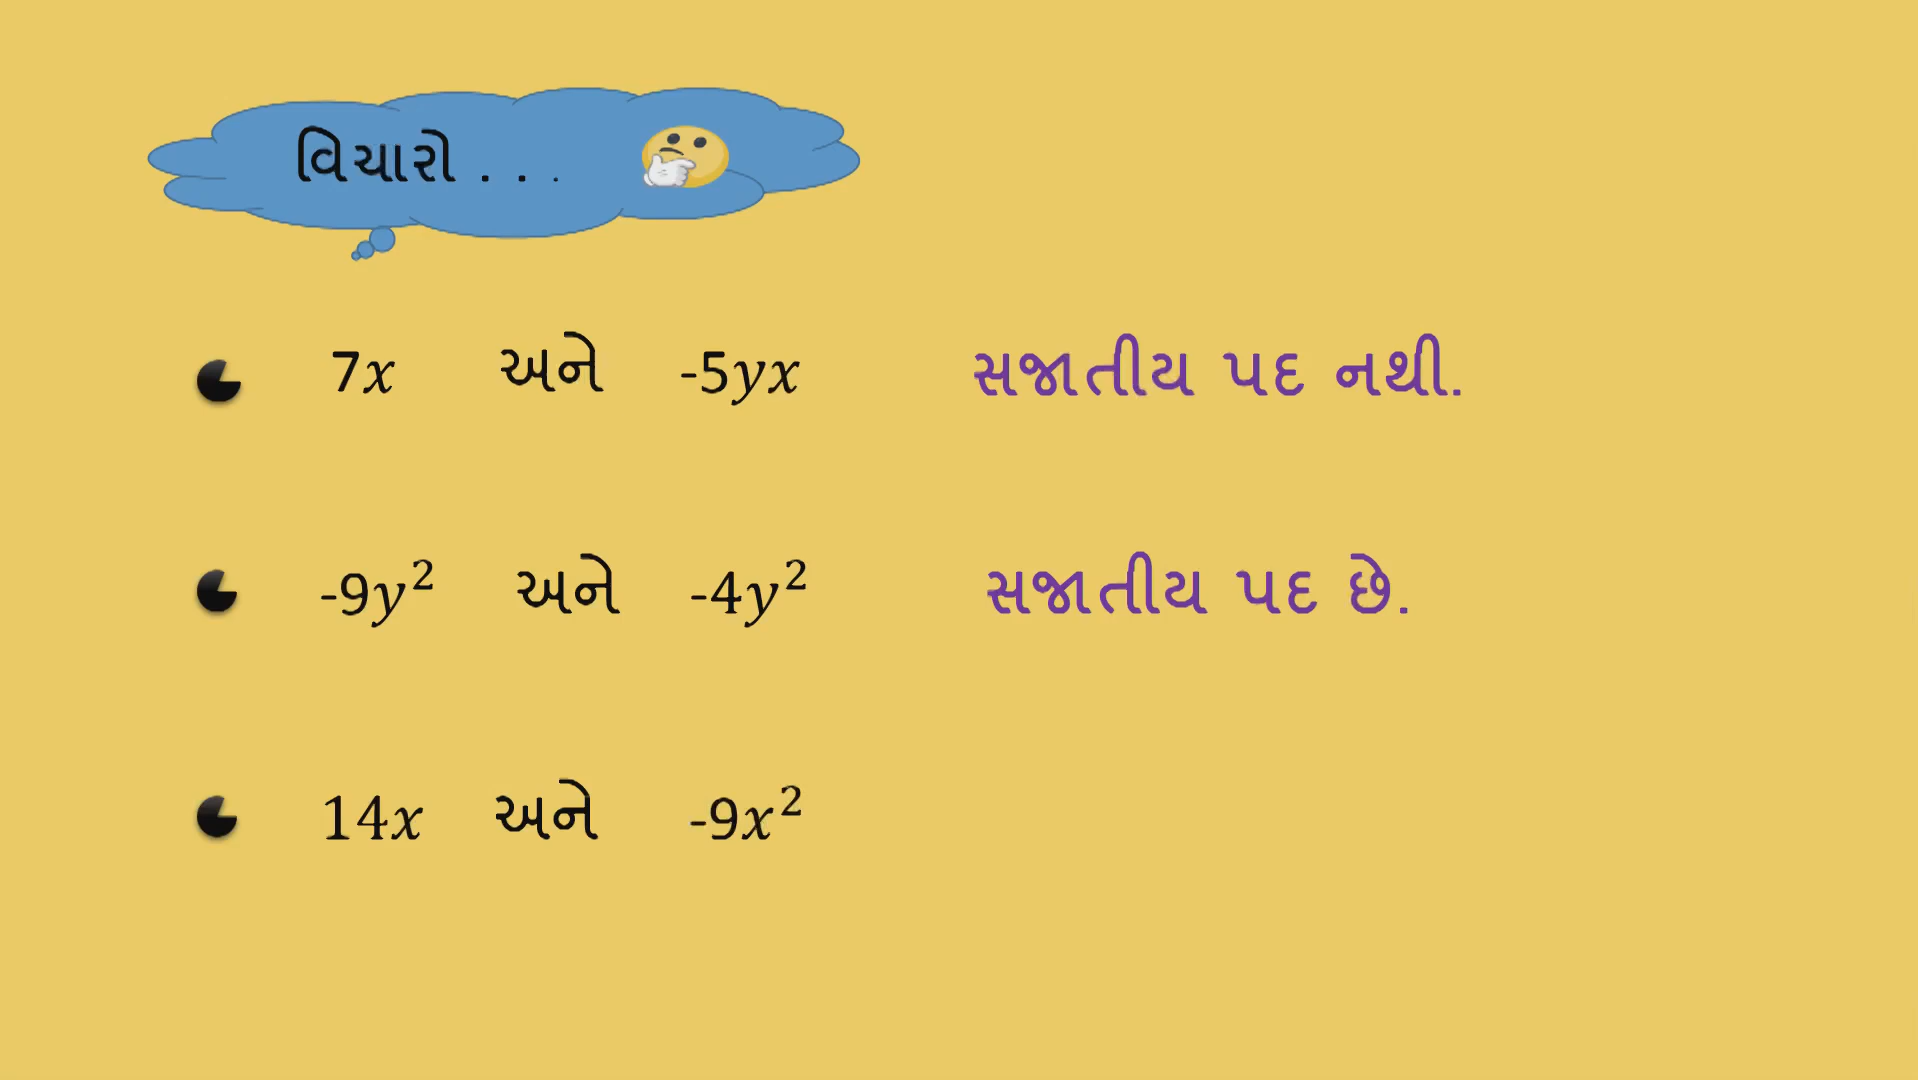 વિચારો . . .
7x અને -5yx સજાતીય પદ નથી.
-9y² અને -4y² સજાતીય પદ છે.
14x અને -9x²